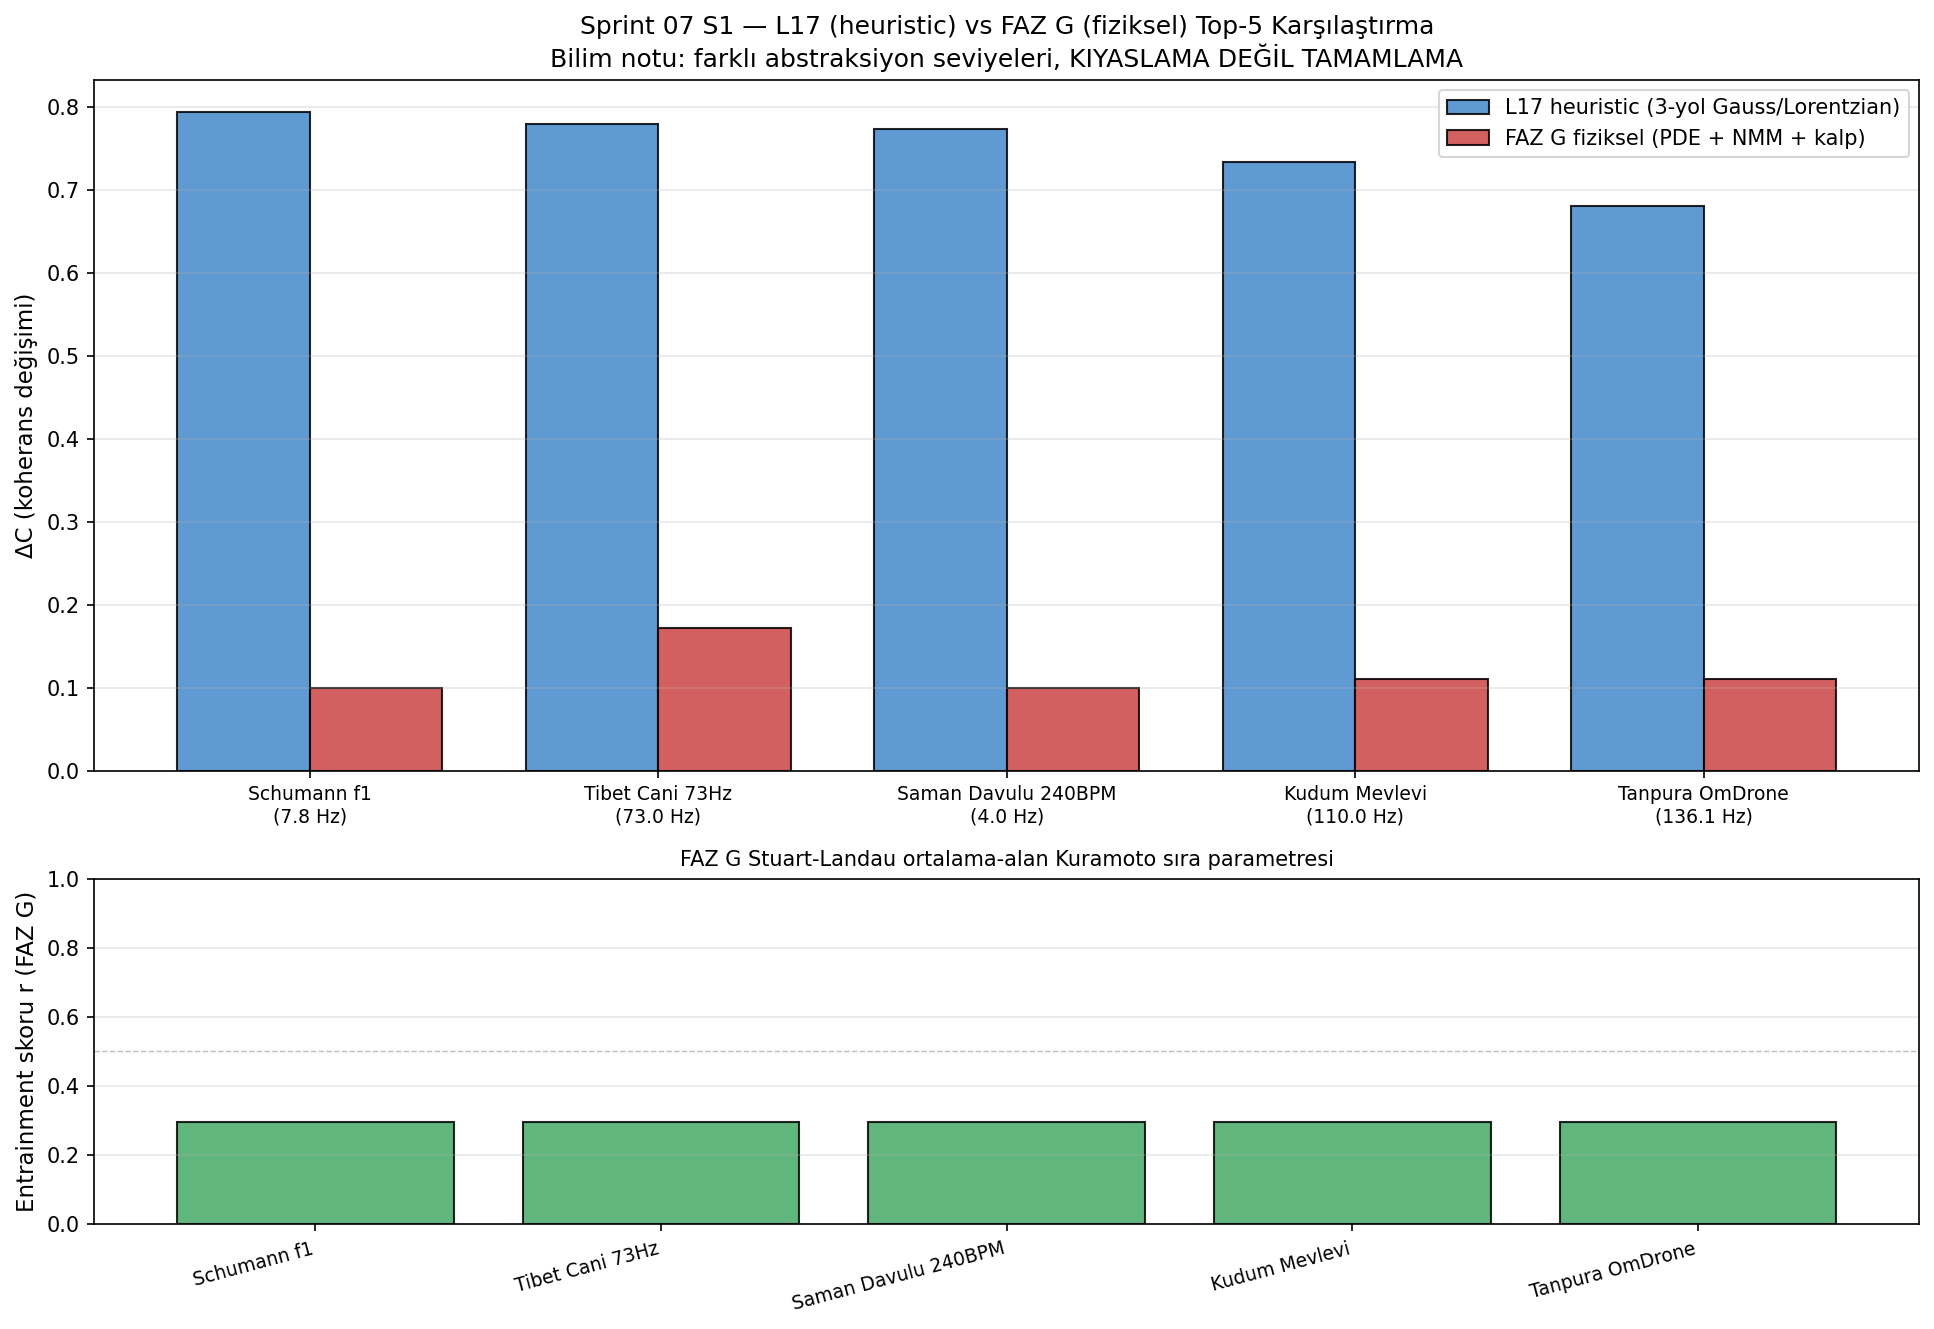 Sprint 07 S1 — L17 (heuristic) vs FAZ G (fiziksel) Top-5 Karşılaştırma
Bilim notu: farklı abstraksiyon seviyeleri, KIYASLAMA DEĞİL TAMAMLAMA
L17 heuristic (3-yol Gauss/Lorentzian)
FAZ G fiziksel (PDE + NMM + kalp)
ΔC (koherans değişimi)
0.8
0.7
0.6
0.5
0.4
0.3
0.2
0.1
0.0
Schumann f1
(7.8 Hz)
Tibet Cani 73Hz
(73.0 Hz)
Saman Davulu 240BPM
(4.0 Hz)
Kudum Mevlevi
(110.0 Hz)
Tanpura OmDrone
(136.1 Hz)
FAZ G Stuart-Landau ortalama-alan Kuramoto sıra parametresi
Entrainment skoru r (FAZ G)
1.0
0.8
0.6
0.4
0.2
0.0
Schumann f1
Tibet Cani 73Hz
Saman Davulu 240BPM
Kudum Mevlevi
Tanpura OmDrone